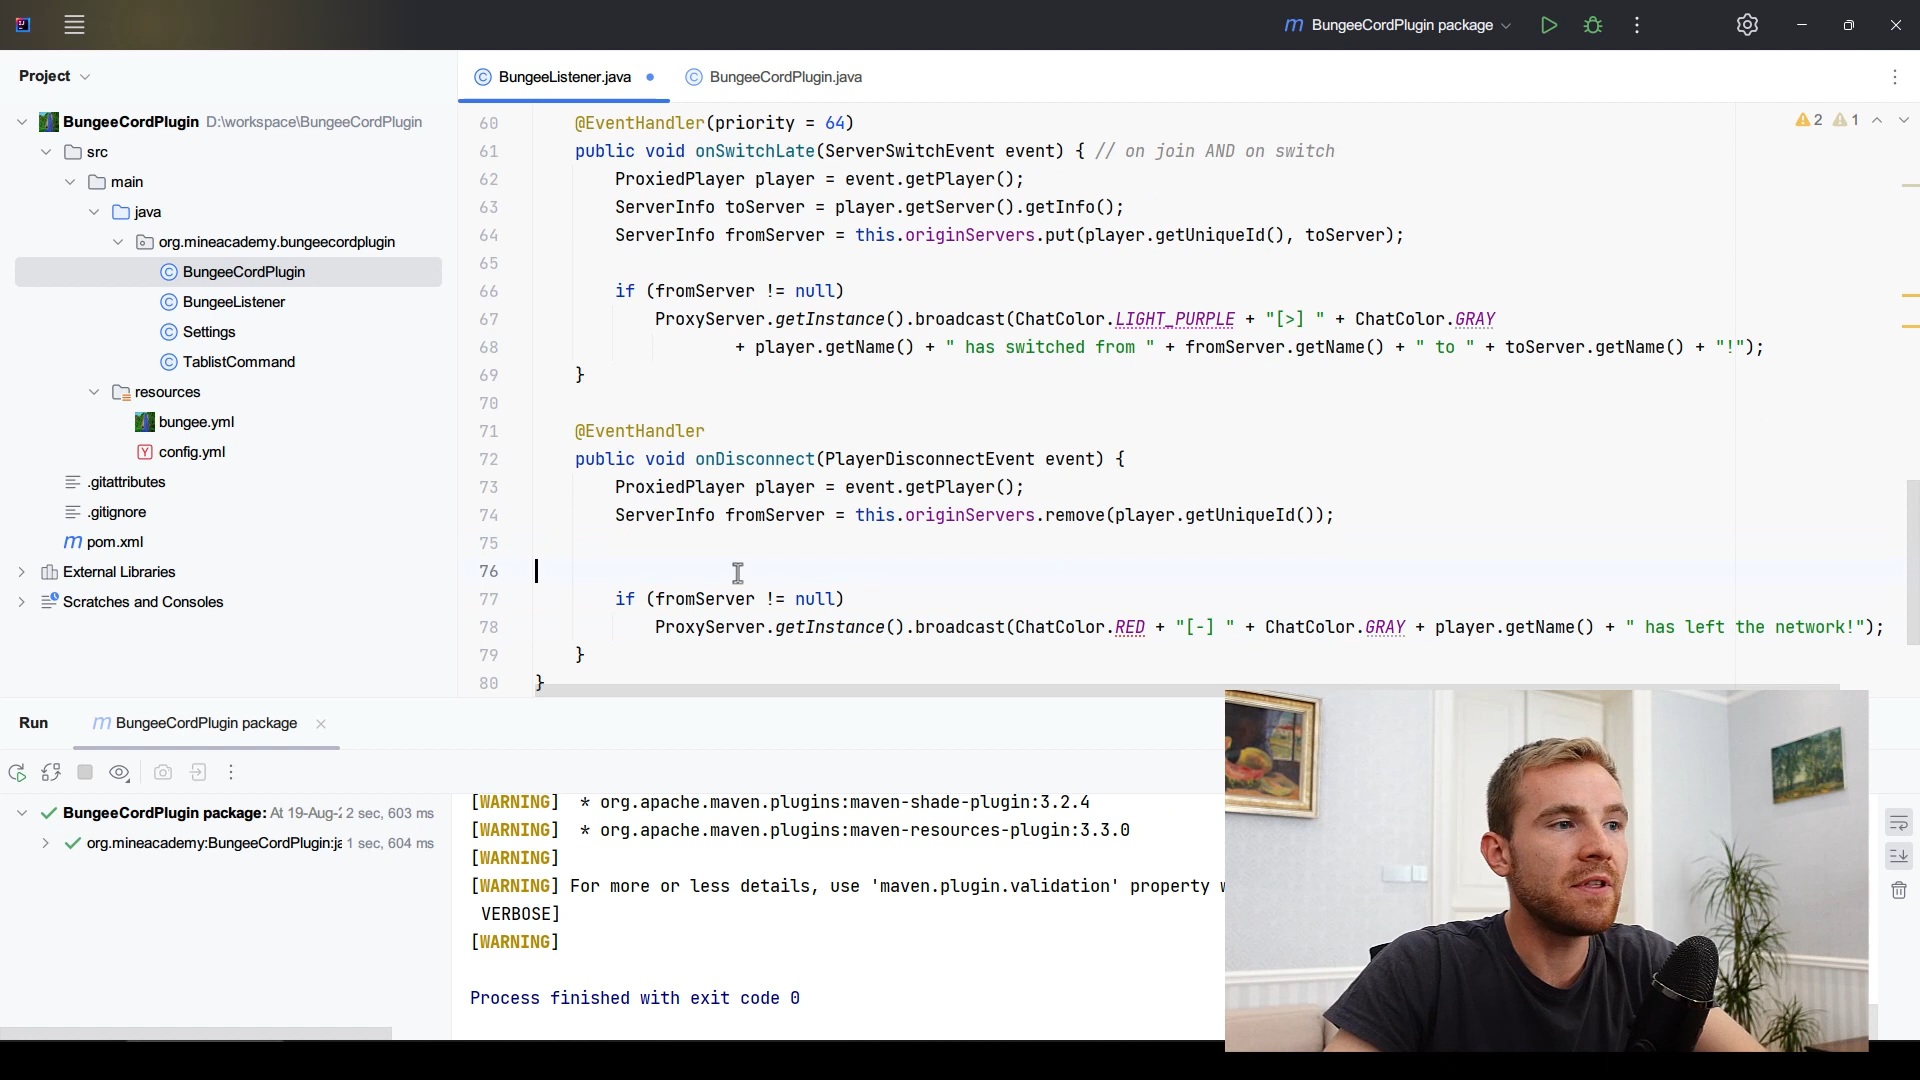 BungeeCordPlugin package
Project
BungeeListener.java
BungeeCordPlugin.java
BungeeCordPlugin D:\workspace\BungeeCordPlugin
src
main
java
org.mineacademy.bungeecordplugin
BungeeCordPlugin
BungeeListener
Settings
TablistCommand
resources
bungee.yml
config.yml
.gitattributes
.gitignore
m pom.xml
External Libraries
Scratches and Consoles
2 1
60 @EventHandler(priority = 64)
61 public void onSwitchLate(ServerSwitchEvent event) { // on join AND on switch
62 ProxiedPlayer player = event.getPlayer();
63 ServerInfo toServer = player.getServer().getInfo();
64 ServerInfo fromServer = this.originServers.put(player.getUniqueId(), toServer);
65
66 if (fromServer != null)
67 ProxyServer.getInstance().broadcast(ChatColor.LIGHT_PURPLE + "[>] " + ChatColor.GRAY
68 + player.getName() + " has switched from " + fromServer.getName() + " to " + toServer.getName() + "!");
69 }
70
71 @EventHandler
72 public void onDisconnect(PlayerDisconnectEvent event) {
73 ProxiedPlayer player = event.getPlayer();
74 ServerInfo fromServer = this.originServers.remove(player.getUniqueId());
75
76
77 if (fromServer != null)
78 ProxyServer.getInstance().broadcast(ChatColor.RED + "[-] " + ChatColor.GRAY + player.getName() + " has left the network!");
79 }
80 }
Run
m BungeeCordPlugin package
BungeeCordPlugin package: At 19-Aug-2 2 sec, 603 ms
org.mineacademy:BungeeCordPlugin:ja 1 sec, 604 ms
[WARNING] * org.apache.maven.plugins:maven-shade-plugin:3.2.4
[WARNING] * org.apache.maven.plugins:maven-resources-plugin:3.3.0
[WARNING]
[WARNING] For more or less details, use 'maven.plugin.validation' property
VERBOSE]
[WARNING]
Process finished with exit code 0